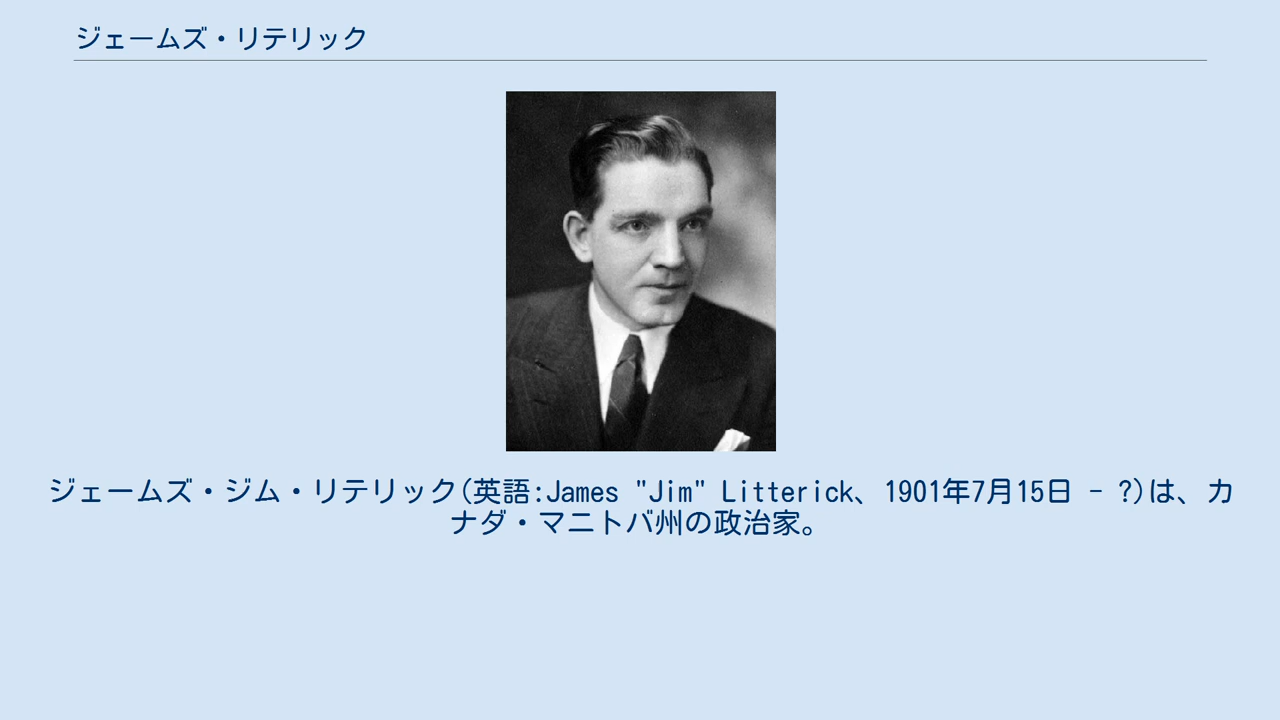 ジェームズ・リテリック
ジェームズ・ジム・リテリック(英語:James "Jim" Litterick、1901年7月15日 - ?)は、カ
ナダ・マニトバ州の政治家。